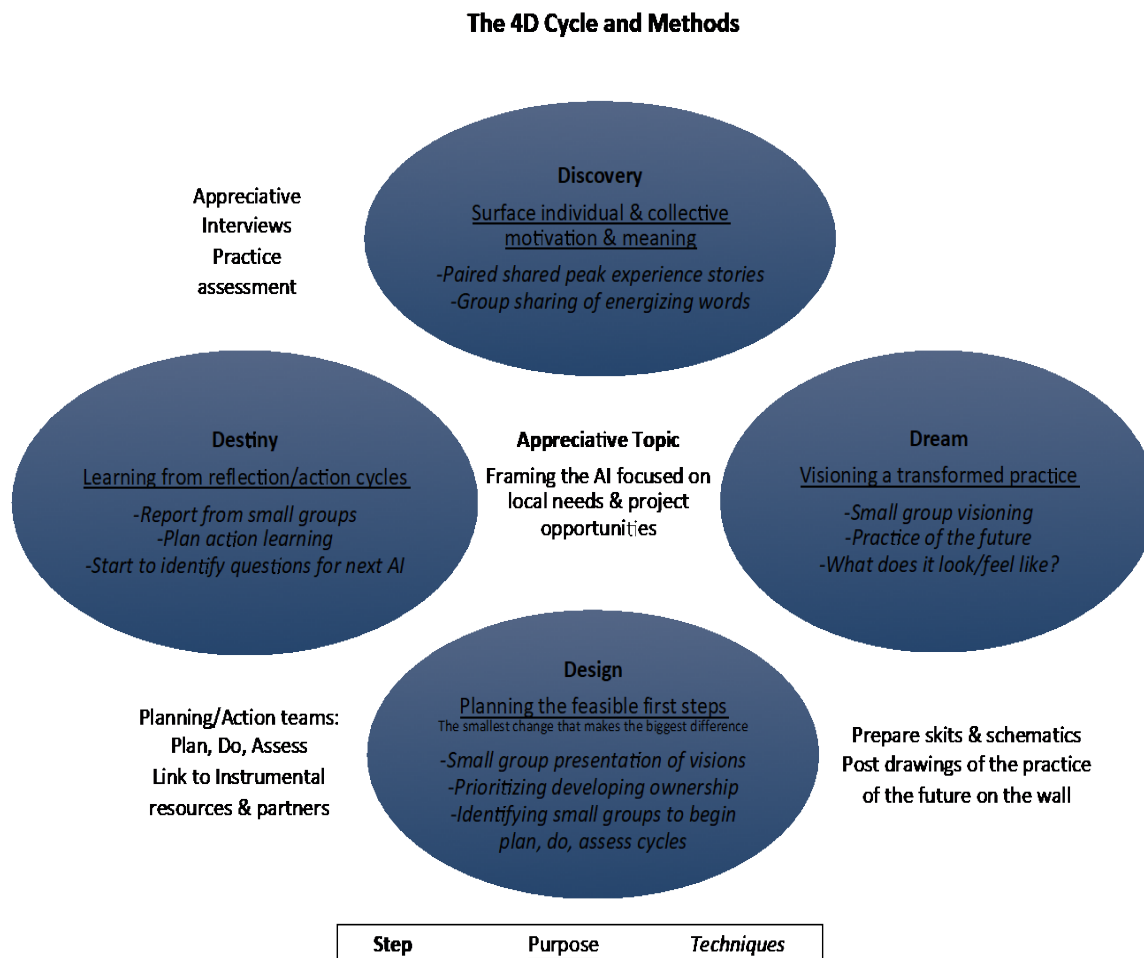 The 4D Cycle and Methods
Discovery
Surface individual & collective
motivation & meaning
-Paired shared peak experience stories
-Group sharing of energizing words
Appreciative
Interviews
Practice
assessment
Destiny
Learning from reflection/action cycles
-Report from small groups
-Plan action learning
-Start to identify questions for next AI
Appreciative Topic
Framing the AI focused on
local needs & project
opportunities
Dream
Visioning a transformed practice
-Small group visioning
-Practice of the future
-What does it look/feel like?
Design
Planning the feasible first steps
The smallest change that makes the biggest difference
-Small group presentation of visions
-Prioritizing developing ownership
-Identifying small groups to begin
plan, do, assess cycles
Planning/Action teams:
Plan, Do, Assess
Link to Instrumental
resources & partners
Prepare skits & schematics
Post drawings of the practice
of the future on the wall
Step Purpose Techniques